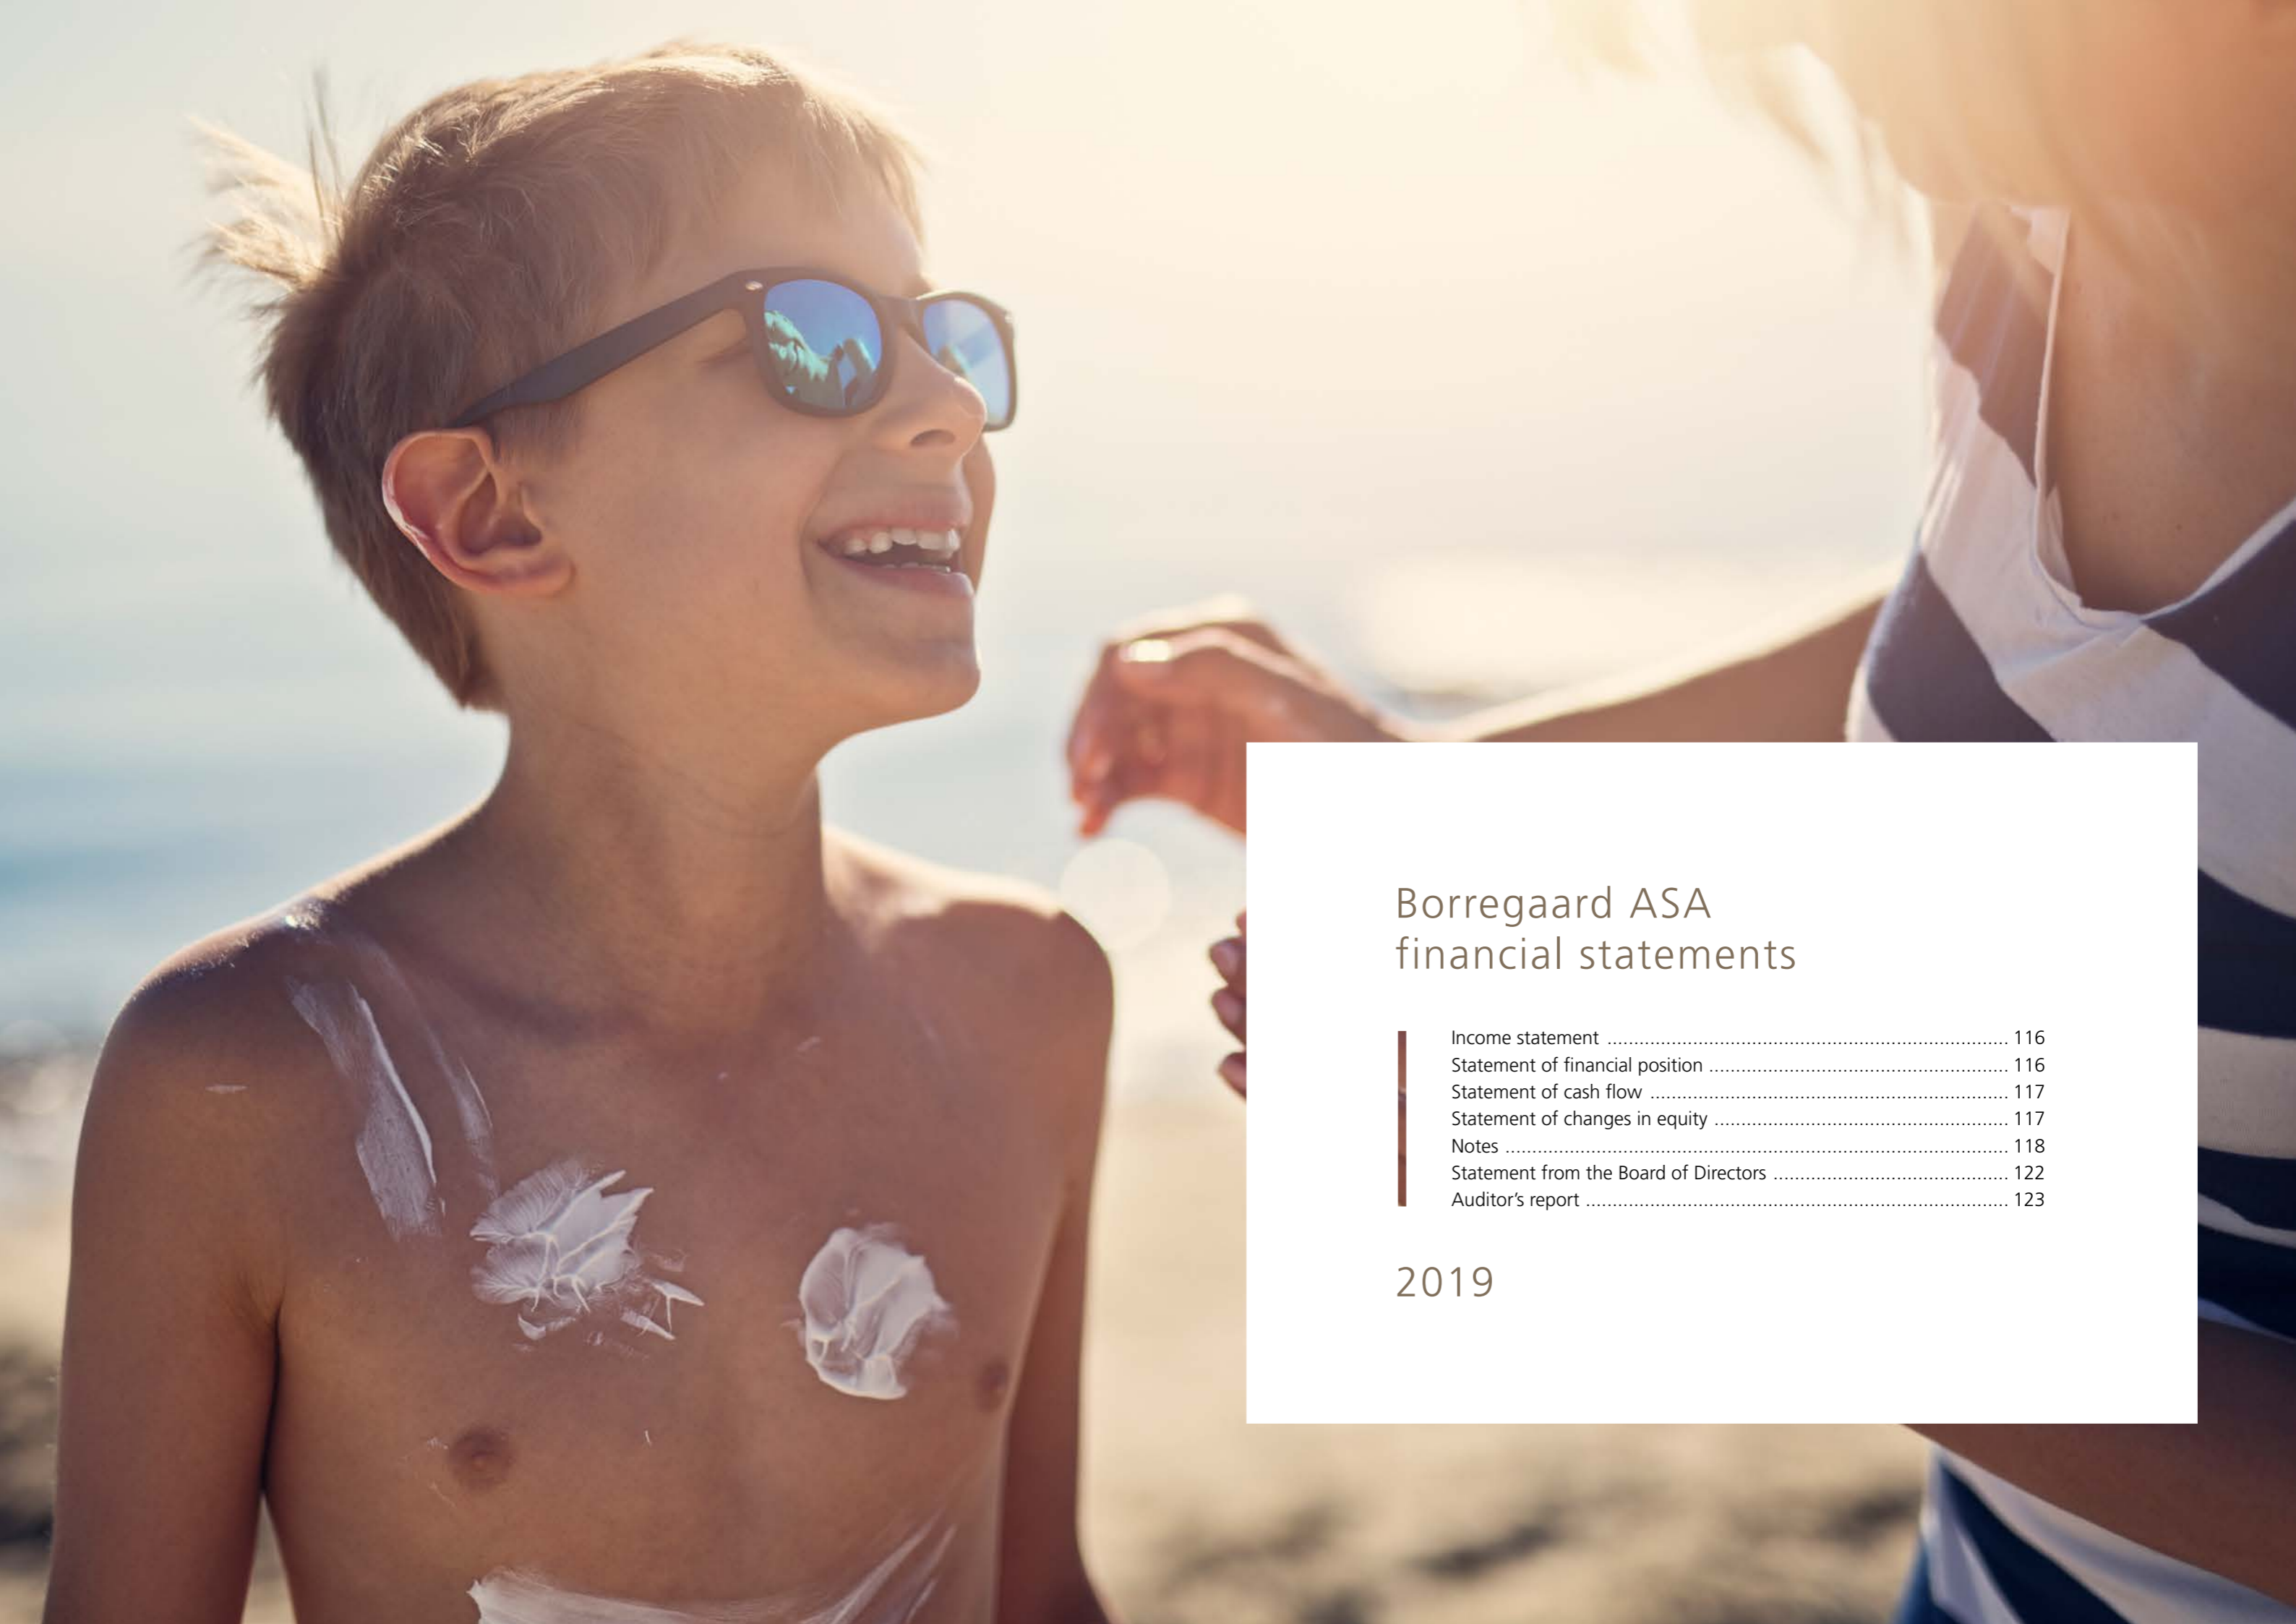 Borregaard ASA
financial statements
Income statement ............................................................................ 116
Statement of financial position ......................................................... 116
Statement of cash flow .................................................................... 117
Statement of changes in equity ........................................................ 117
Notes ............................................................................................... 118
Statement from the Board of Directors ............................................. 122
Auditor’s report ................................................................................ 123
2019